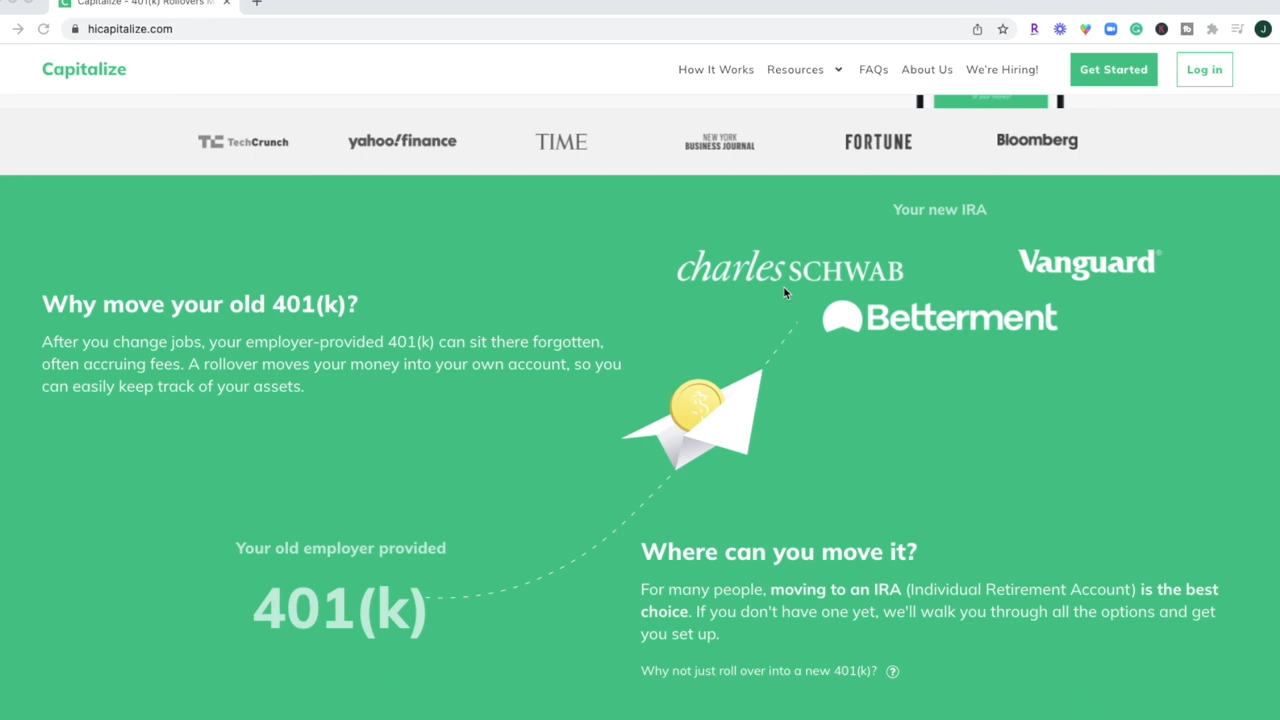 Capitalize - 401(k) Rollovers M
hicapitalize.com
R
J
Capitalize
How It Works
Resources
FAQs
About Us
We're Hiring!
Get Started
Log in
TC TechCrunch
yahoo!finance
TIME
NEW YORK
BUSINESS JOURNAL
FORTUNE
Bloomberg
Your new IRA
charles SCHWAB
Vanguard®
Betterment
Why move your old 401(k)?
After you change jobs, your employer-provided 401(k) can sit there forgotten,
often accruing fees. A rollover moves your money into your own account, so you
can easily keep track of your assets.
$
Your old employer provided
401(k)
Where can you move it?
For many people, moving to an IRA (Individual Retirement Account) is the best
choice. If you don't have one yet, we'll walk you through all the options and get
you set up.
Why not just roll over into a new 401(k)? ?